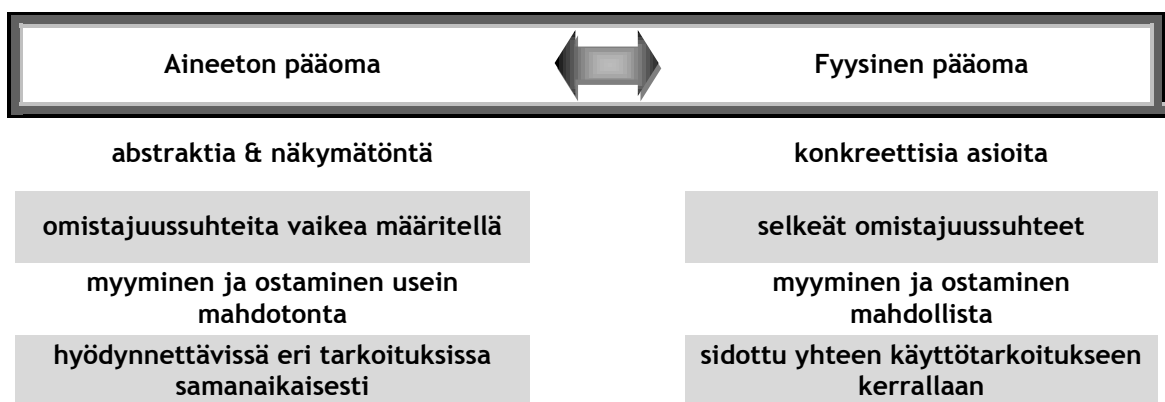 Aineeton pääoma
Fyysinen pääoma
abstraktia & näkymätöntä
konkreettisia asioita
omistajuussuhteita vaikea määritellä
selkeät omistajuussuhteet
myyminen ja ostaminen usein
mahdotonta
myyminen ja ostaminen
mahdollista
hyödynnettävissä eri tarkoituksissa
samanaikaisesti
sidottu yhteen käyttötarkoitukseen
kerrallaan